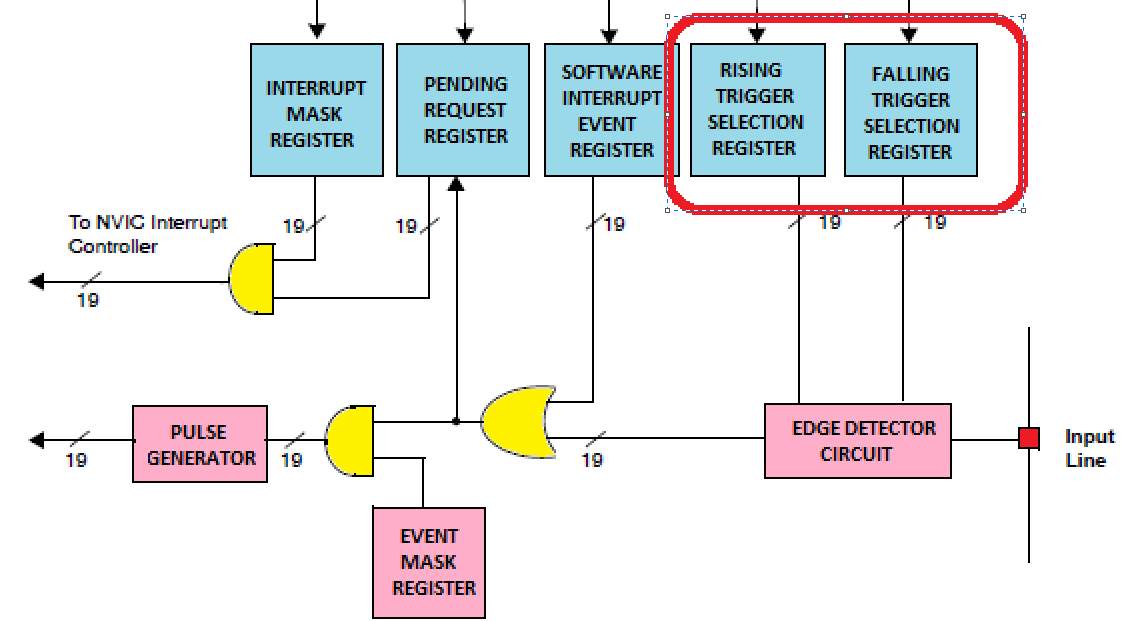 INTERRUPT
MASK
REGISTER
PENDING
REQUEST
REGISTER
SOFTWARE
INTERRUPT
EVENT
REGISTER
RISING
TRIGGER
SELECTION
REGISTER
FALLING
TRIGGER
SELECTION
REGISTER
To NVIC Interrupt
Controller
19
19
19
19
19
19
PULSE
GENERATOR
EDGE DETECTOR
CIRCUIT
Input
Line
19
19
19
EVENT
MASK
REGISTER